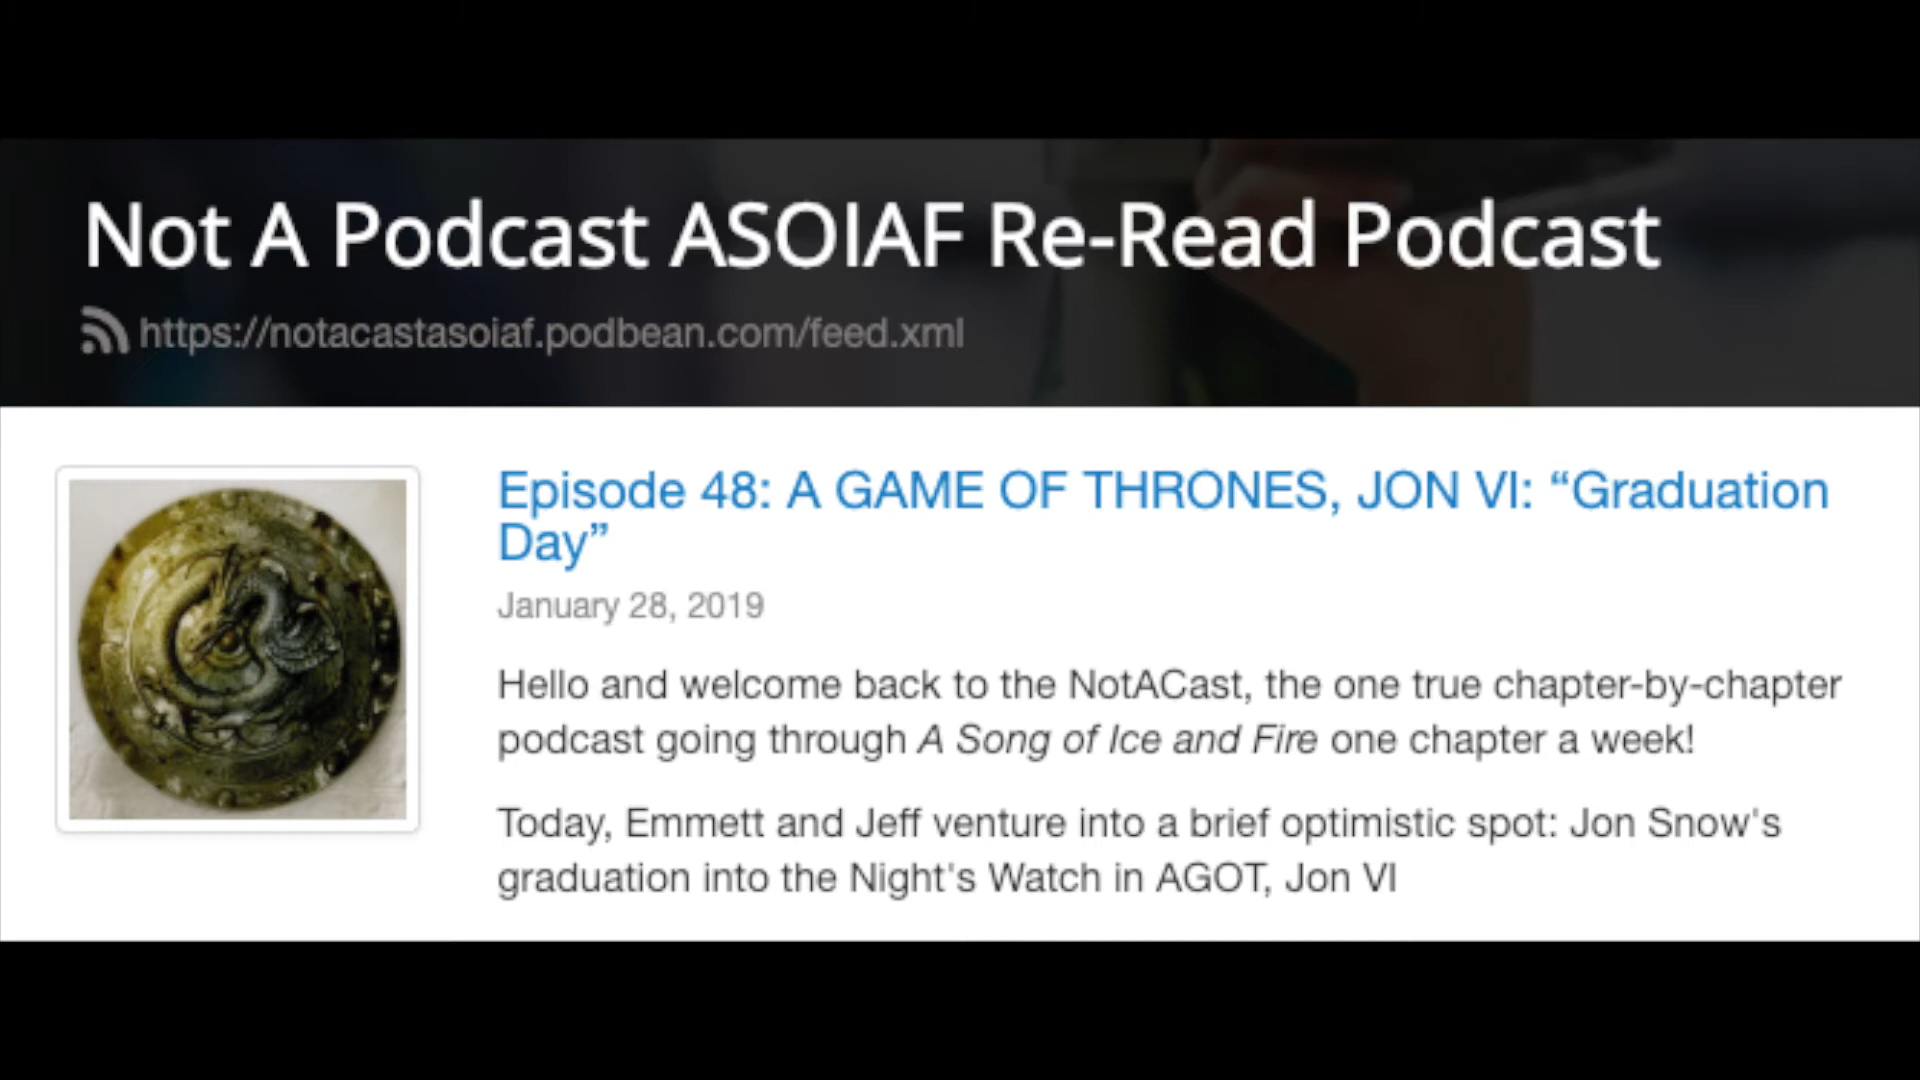 Not A Podcast ASOIAF Re-Read Podcast
https://notacastasoiaf.podbean.com/feed.xml
Episode 48: A GAME OF THRONES, JON VI: “Graduation
Day”
January 28, 2019
Hello and welcome back to the NotACast, the one true chapter-by-chapter
podcast going through A Song of Ice and Fire one chapter a week!
Today, Emmett and Jeff venture into a brief optimistic spot: Jon Snow's
graduation into the Night's Watch in AGOT, Jon VI